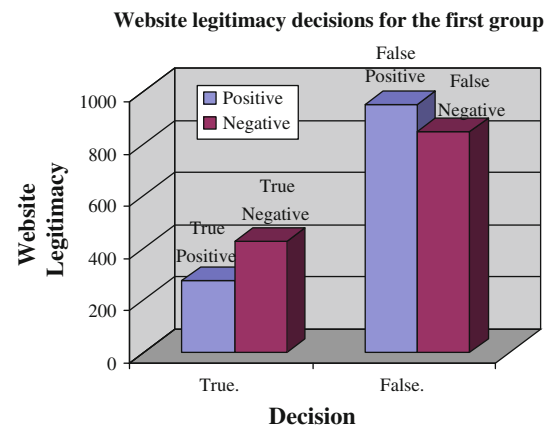 Website legitimacy decisions for the first group
False
Positive
False
Negative
Positive
Negative
True
Negative
True
Positive
1000
800
600
400
200
0
Website
Legitimacy
True.
False.
Decision